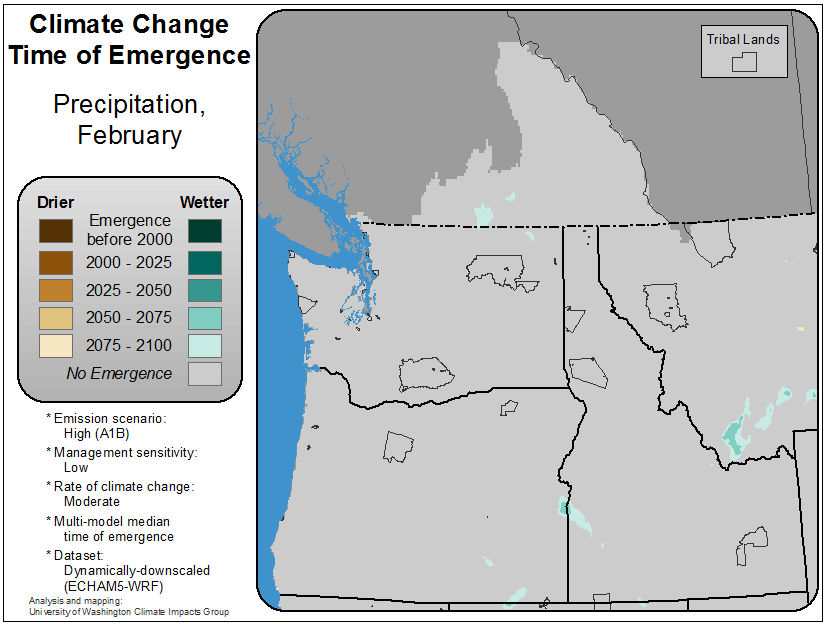 Climate Change
Time of Emergence
Precipitation,
February
Tribal Lands
Drier
Wetter
Emergence
before 2000
2000 - 2025
2025 - 2050
2050 - 2075
2075 - 2100
No Emergence
* Emission scenario:
High (A1B)
* Management sensitivity:
Low
* Rate of climate change:
Moderate
* Multi-model median
time of emergence
* Dataset:
Dynamically-downscaled
(ECHAM5-WRF)
Analysis and mapping:
University of Washington Climate Impacts Group